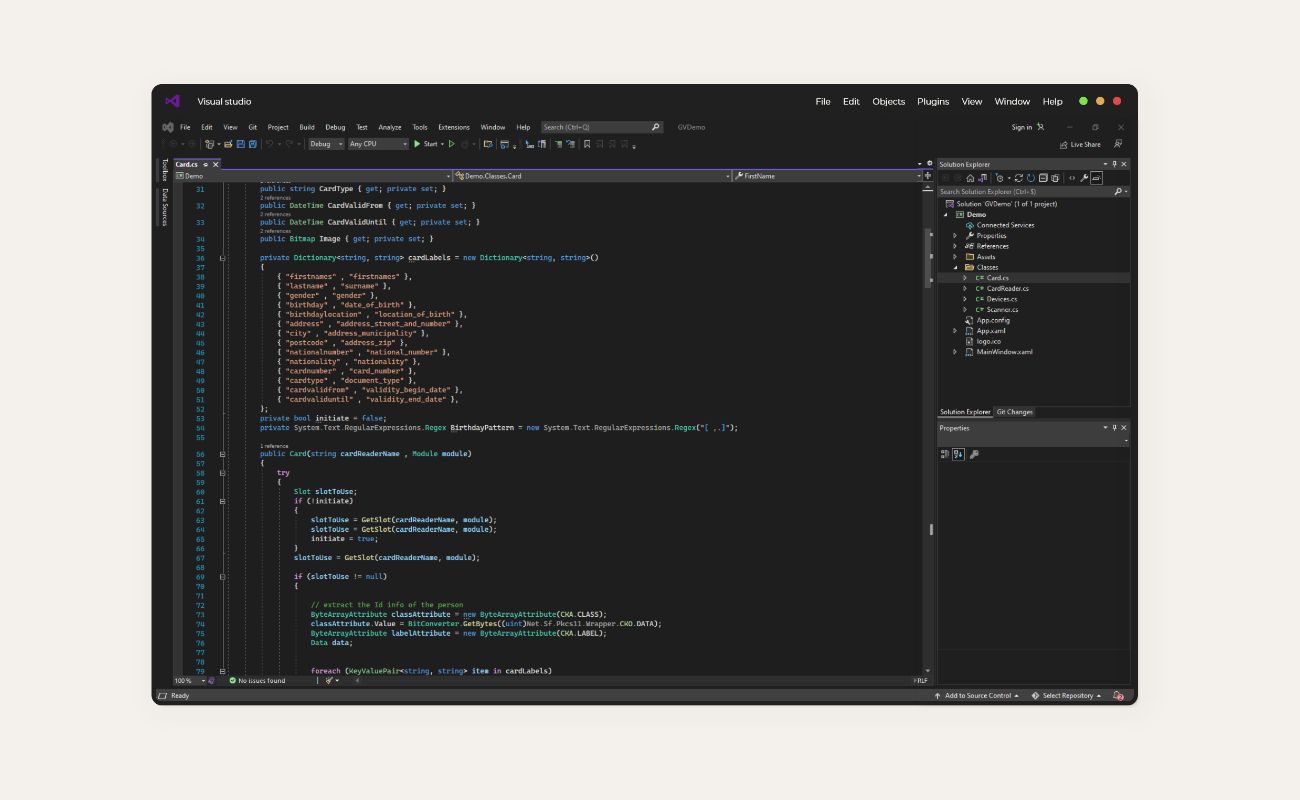 Visual studio
File Edit Objects Plugins View Window Help
File Edit View Git Project Build Debug Test Analyze Tools Extensions Window Help Search (Ctrl+Q) GVDemo Sign in
Debug Any CPU Start Live Share
Toolbox
Data Sources
Card.cs
Demo Demo.Classes.Card FirstName
31 public string CardType { get; private set; }
2 references
32 public DateTime CardValidFrom { get; private set; }
2 references
33 public DateTime CardValidUntil { get; private set; }
2 references
34 public Bitmap Image { get; private set; }
35
36 private Dictionary<string, string> cardLabels = new Dictionary<string, string>()
37 {
38 { "firstnames" , "firstnames" },
39 { "lastname" , "surname" },
40 { "gender" , "gender" },
41 { "birthday" , "date_of_birth" },
42 { "birthdaylocation" , "location_of_birth" },
43 { "address" , "address_street_and_number" },
44 { "city" , "address_municipality" },
45 { "postcode" , "address_zip" },
46 { "nationalnumber" , "national_number" },
47 { "nationality" , "nationality" },
48 { "cardnumber" , "card_number" },
49 { "cardtype" , "document_type" },
50 { "cardvalidfrom" , "validity_begin_date" },
51 { "cardvaliduntil" , "validity_end_date" },
52 };
53 private bool initiate = false;
54 private System.Text.RegularExpressions.Regex BirthdayPattern = new System.Text.RegularExpressions.Regex("[ ,.]");
55
1 reference
56 public Card(string cardReaderName , Module module)
57 {
58 try
59 {
60 Slot slotToUse;
61 if (!initiate)
62 {
63 slotToUse = GetSlot(cardReaderName, module);
64 slotToUse = GetSlot(cardReaderName, module);
65 initiate = true;
66 }
67 slotToUse = GetSlot(cardReaderName, module);
68
69 if (slotToUse != null)
70 {
71
72 // extract the Id info of the person
73 ByteArrayAttribute classAttribute = new ByteArrayAttribute(CKA.CLASS);
74 classAttribute.Value = BitConverter.GetBytes((uint)Net.Sf.Pkcs11.Wrapper.CKO.DATA);
75 ByteArrayAttribute labelAttribute = new ByteArrayAttribute(CKA.LABEL);
76 Data data;
77
78
79 foreach (KeyValuePair<string, string> item in cardLabels)
100 % No issues found RLF
Solution Explorer
Search Solution Explorer (Ctrl+$)
Solution 'GVDemo' (1 of 1 project)
Demo
Connected Services
Properties
References
Assets
Classes
C# Card.cs
C# CardReader.cs
C# Devices.cs
C# Scanner.cs
App.config
App.xaml
logo.ico
MainWindow.xaml
Solution Explorer Git Changes
Properties
Ready Add to Source Control Select Repository 2